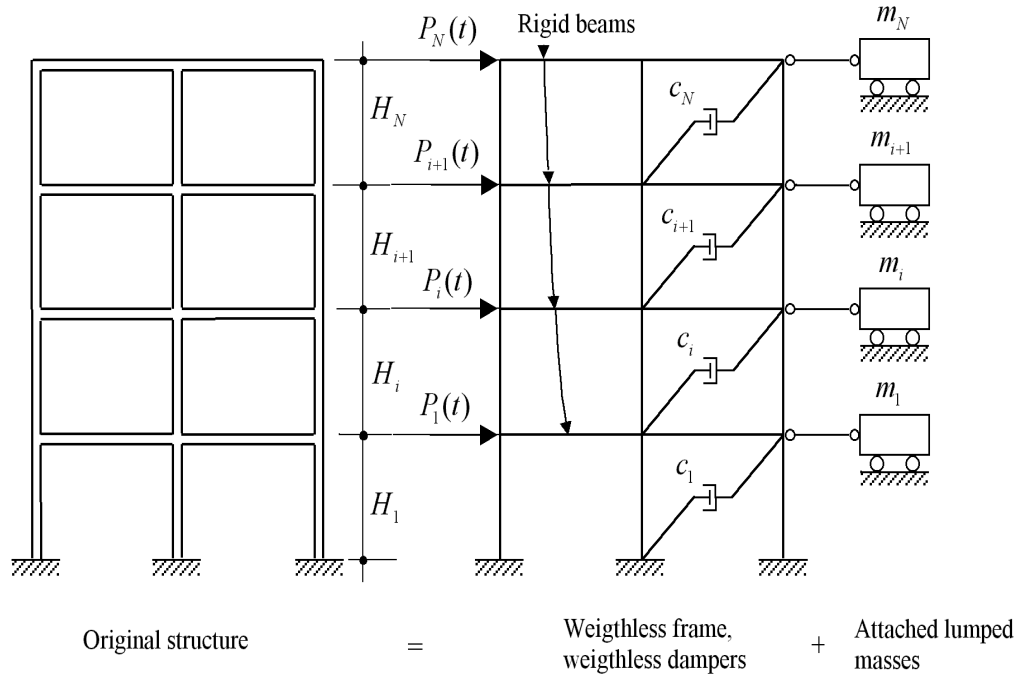 P_N(t)
Rigid beams
m_N
H_N
c_N
P_{i+1}(t)
m_{i+1}
H_{i+1}
c_{i+1}
P_i(t)
m_i
H_i
c_i
P_1(t)
m_1
H_1
c_1
Original structure
=
Weigthless frame,
weigthless dampers
+
Attached lumped
masses